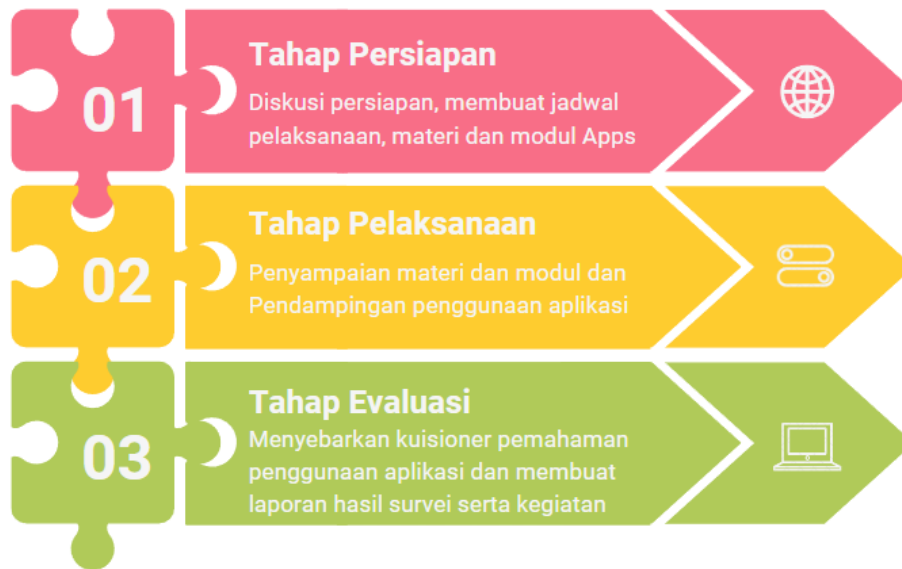 01
Tahap Persiapan
Diskusi persiapan, membuat jadwal
pelaksanaan, materi dan modul Apps
02
Tahap Pelaksanaan
Penyampaian materi dan modul dan
Pendampingan penggunaan aplikasi
03
Tahap Evaluasi
Menyebarkan kuisioner pemahaman
penggunaan aplikasi dan membuat
laporan hasil survei serta kegiatan